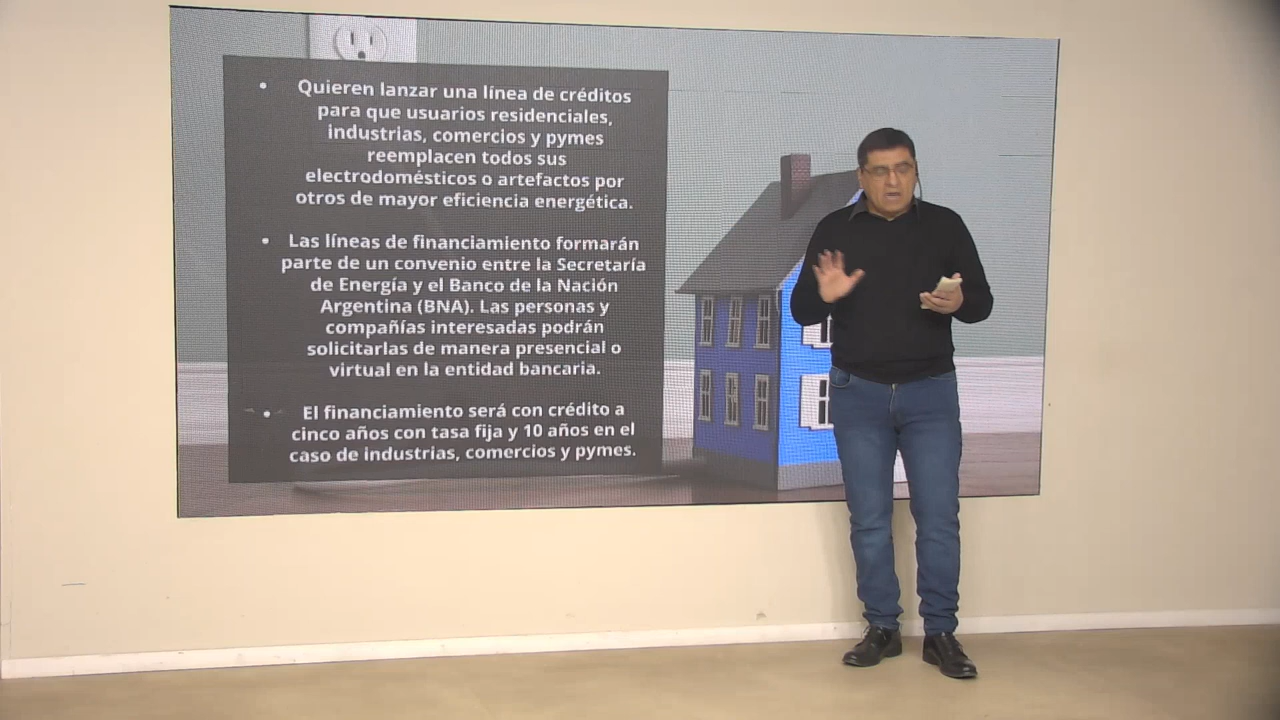 • Quieren lanzar una línea de créditos
para que usuarios residenciales,
industrias, comercios y pymes
reemplacen todos sus
electrodomésticos o artefactos por
otros de mayor eficiencia energética.
• Las líneas de financiamiento formarán
parte de un convenio entre la Secretaría
de Energía y el Banco de la Nación
Argentina (BNA). Las personas y
compañías interesadas podrán
solicitarlas de manera presencial o
virtual en la entidad bancaria.
• El financiamiento será con crédito a
cinco años con tasa fija y 10 años en el
caso de industrias, comercios y pymes.